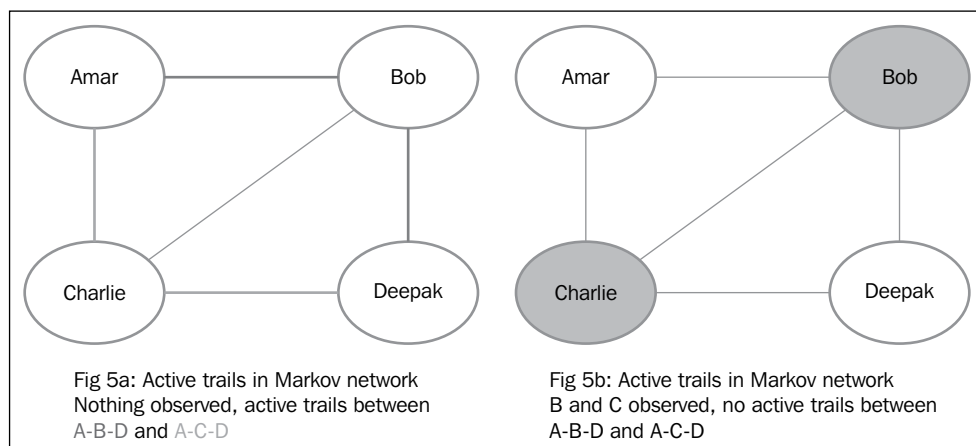 Amar
Bob
Charlie
Deepak
Fig 5a: Active trails in Markov network
Nothing observed, active trails between
A-B-D and A-C-D
Amar
Bob
Charlie
Deepak
Fig 5b: Active trails in Markov network
B and C observed, no active trails between
A-B-D and A-C-D